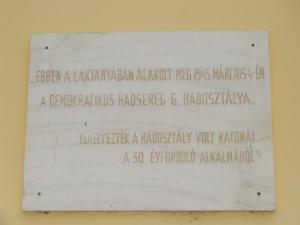 „EBBEN A LAKTANYÁBAN ALAKULT MEG 1945. MÁRCIUS 4-ÉN
A DEMOKRATIKUS HADSEREG 6. HADOSZTÁLYA.
ELHELYEZTÉK A HADOSZTÁLY VOLT KATONÁI
A 30 ÉVFORDULÓ ALKALMÁBÓL"